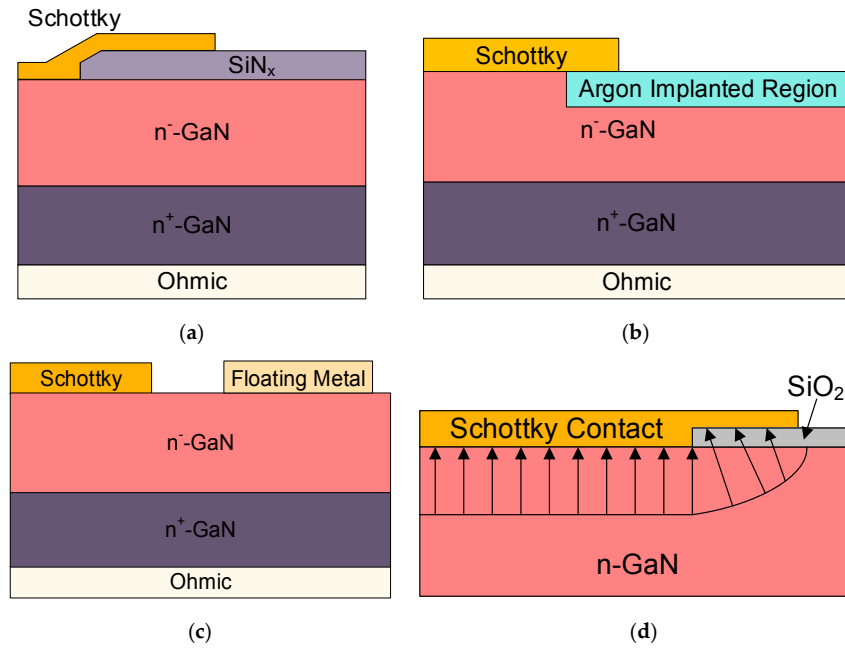 Schottky
SiNₓ
n⁻-GaN
n⁺-GaN
Ohmic
(a)
Schottky
Argon Implanted Region
n⁻-GaN
n⁺-GaN
Ohmic
(b)
Schottky
Floating Metal
n⁻-GaN
n⁺-GaN
Ohmic
(c)
SiO₂
Schottky Contact
n-GaN
(d)